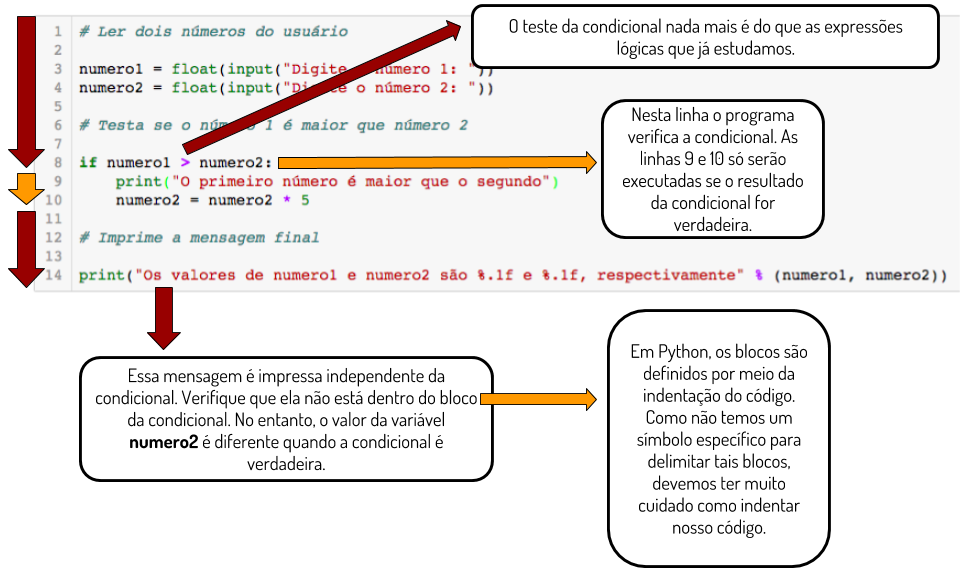 O teste da condicional nada mais é do que as expressões
lógicas que já estudamos.
1 # Ler dois números do usuário
2
3 numero1 = float(input("Digite número 1: "))
4 numero2 = float(input("Digite o número 2: "))
5
6 # Testa se o número 1 é maior que número 2
7
8 if numero1 > numero2:
9 print("O primeiro número é maior que o segundo")
10 numero2 = numero2 * 5
11
12 # Imprime a mensagem final
13
14 print("Os valores de numero1 e numero2 são %.1f e %.1f, respectivamente" % (numero1, numero2))
Nesta linha o programa
verifica a condicional. As
linhas 9 e 10 só serão
executadas se o resultado
da condicional for
verdadeira.
Essa mensagem é impressa independente da
condicional. Verifique que ela não está dentro do bloco
da condicional. No entanto, o valor da variável
numero2 é diferente quando a condicional é
verdadeira.
Em Python, os blocos são
definidos por meio da
indentação do código.
Como não temos um
símbolo específico para
delimitar tais blocos,
devemos ter muito
cuidado como indentar
nosso código.